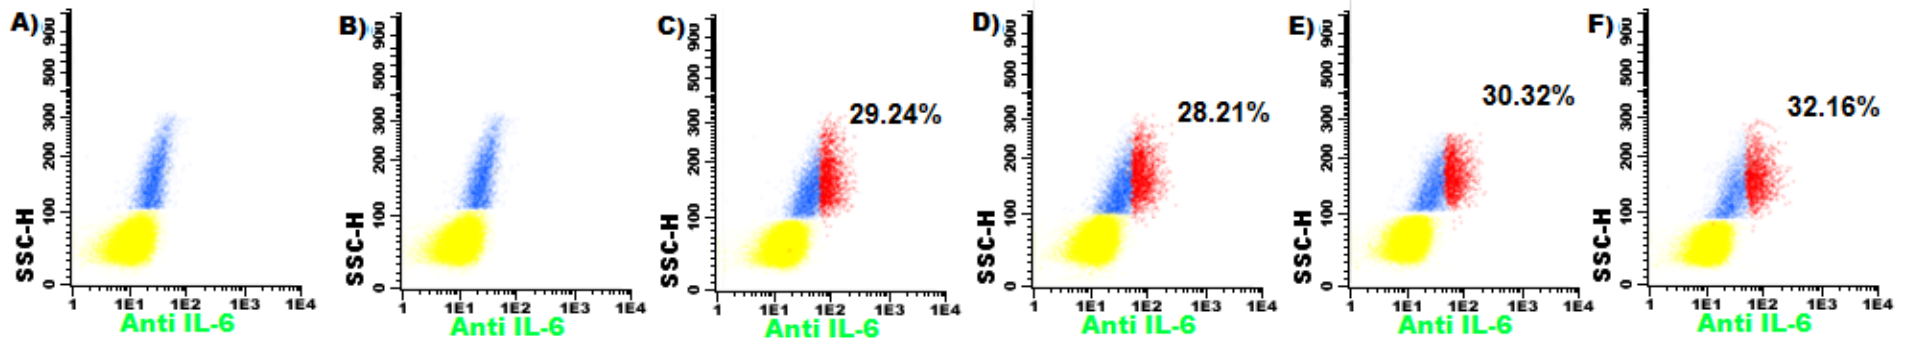 A)
SSC-H
900
500
300
200
100
0
1 1E1 1E2 1E3 1E4
Anti IL-6
B)
900
500
300
200
100
0
SSC-H
1 1E1 1E2 1E3 1E4
Anti IL-6
C)
900
500
300
200
100
0
SSC-H
29.24%
1 1E1 1E2 1E3 1E4
Anti IL-6
D)
900
500
300
200
100
0
SSC-H
28.21%
1 1E1 1E2 1E3 1E4
Anti IL-6
E)
900
500
300
200
100
0
SSC-H
30.32%
1 1E1 1E2 1E3 1E4
Anti IL-6
F)
900
500
300
200
100
0
SSC-H
32.16%
1 1E1 1E2 1E3 1E4
Anti IL-6